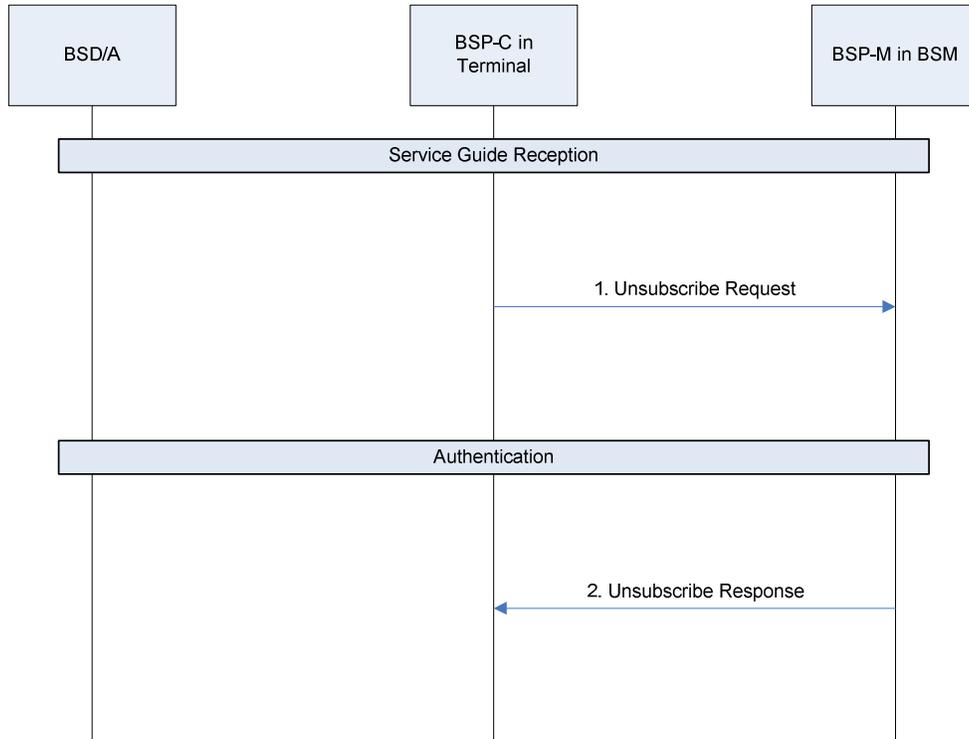 BSD/A
BSP-C in
Terminal
BSP-M in BSM
Service Guide Reception
1. Unsubscribe Request
Authentication
2. Unsubscribe Response